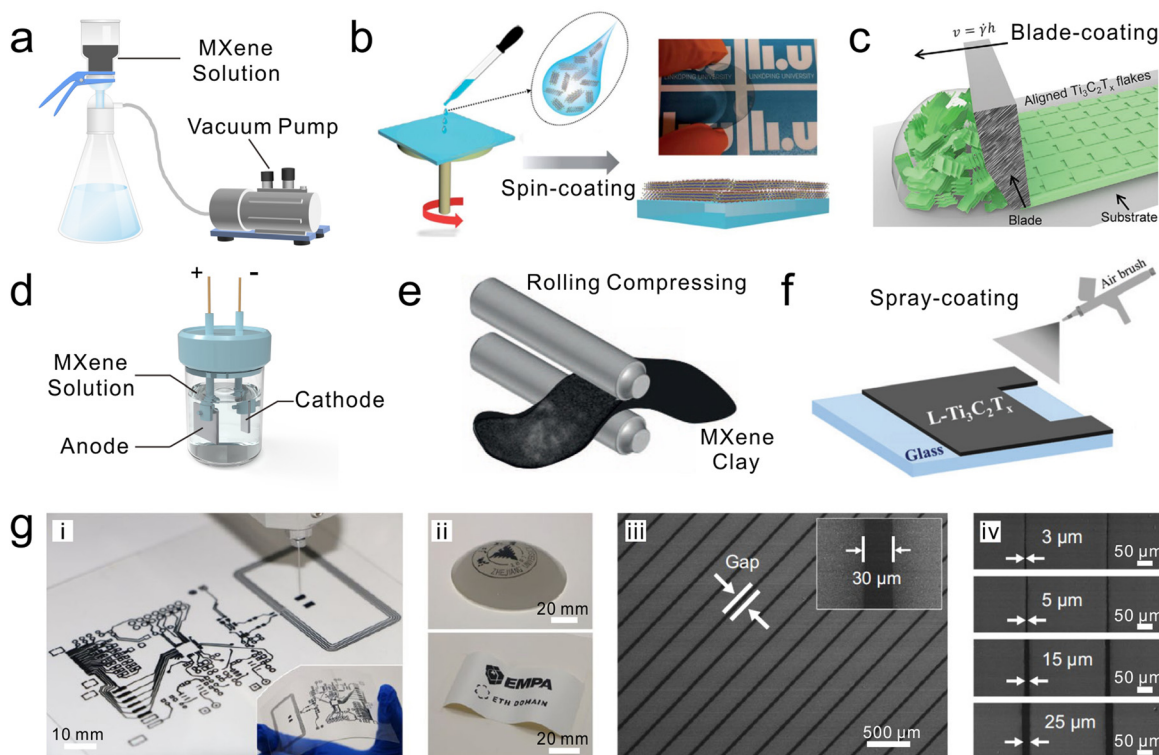 a
MXene
Solution
Vacuum Pump
b
LINKÖPING UNIVERSITY
li.u
Spin-coating
c
v = γ̇h
Blade-coating
Aligned Ti₃C₂Tₓ flakes
Blade
Substrate
d
+ -
MXene
Solution
Cathode
Anode
e
Rolling Compressing
MXene
Clay
f
Spray-coating
Air brush
L-Ti₃C₂Tₓ
Glass
g
i
10 mm
ii
20 mm
EMPA
ETH DOMAIN
20 mm
iii
Gap
30 μm
500 μm
iv
3 μm
50 μm
5 μm
50 μm
15 μm
50 μm
25 μm
50 μm